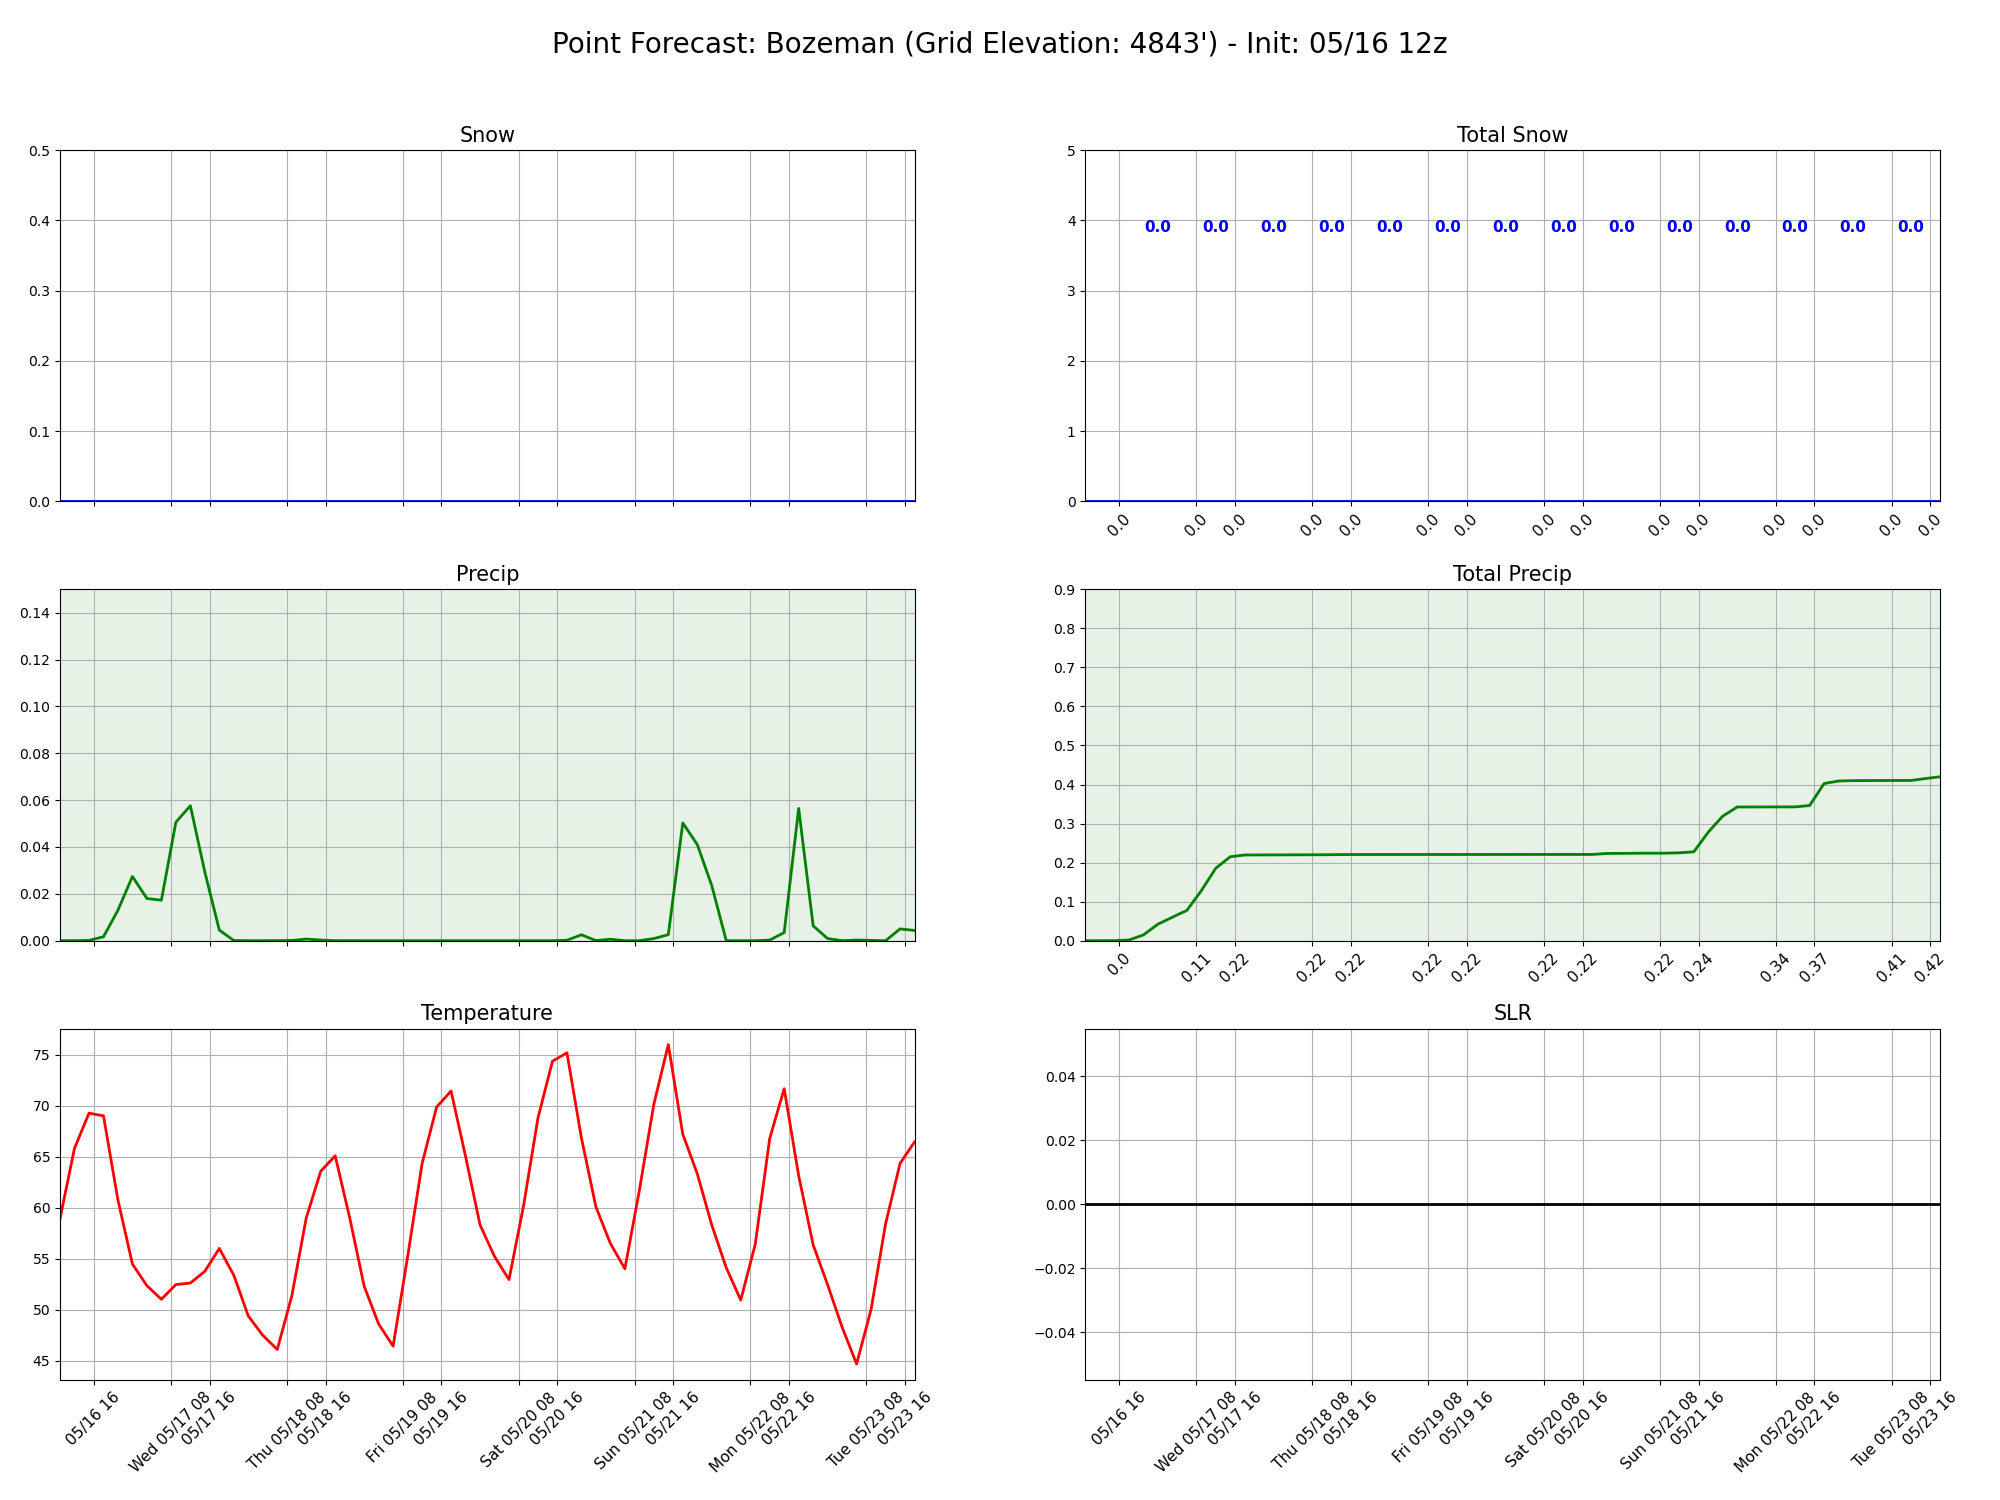 Point Forecast: Bozeman (Grid Elevation: 4843') - Init: 05/16 12z
Snow
0.5
0.4
0.3
0.2
0.1
0.0
Total Snow
5
4
3
2
1
0
0.0 0.0 0.0 0.0 0.0 0.0 0.0 0.0 0.0 0.0 0.0 0.0 0.0 0.0
0.0 0.0 0.0 0.0 0.0 0.0 0.0 0.0 0.0 0.0 0.0 0.0 0.0 0.0 0.0
Precip
0.14
0.12
0.10
0.08
0.06
0.04
0.02
0.00
Total Precip
0.9
0.8
0.7
0.6
0.5
0.4
0.3
0.2
0.1
0.0
0.0 0.11 0.22 0.22 0.22 0.22 0.22 0.22 0.22 0.22 0.24 0.34 0.37 0.41 0.42
Temperature
75
70
65
60
55
50
45
05/16 16
Wed 05/17 08
05/17 16
Thu 05/18 08
05/18 16
Fri 05/19 08
05/19 16
Sat 05/20 08
05/20 16
Sun 05/21 08
05/21 16
Mon 05/22 08
05/22 16
Tue 05/23 08
05/23 16
SLR
0.04
0.02
0.00
−0.02
−0.04
05/16 16
Wed 05/17 08
05/17 16
Thu 05/18 08
05/18 16
Fri 05/19 08
05/19 16
Sat 05/20 08
05/20 16
Sun 05/21 08
05/21 16
Mon 05/22 08
05/22 16
Tue 05/23 08
05/23 16